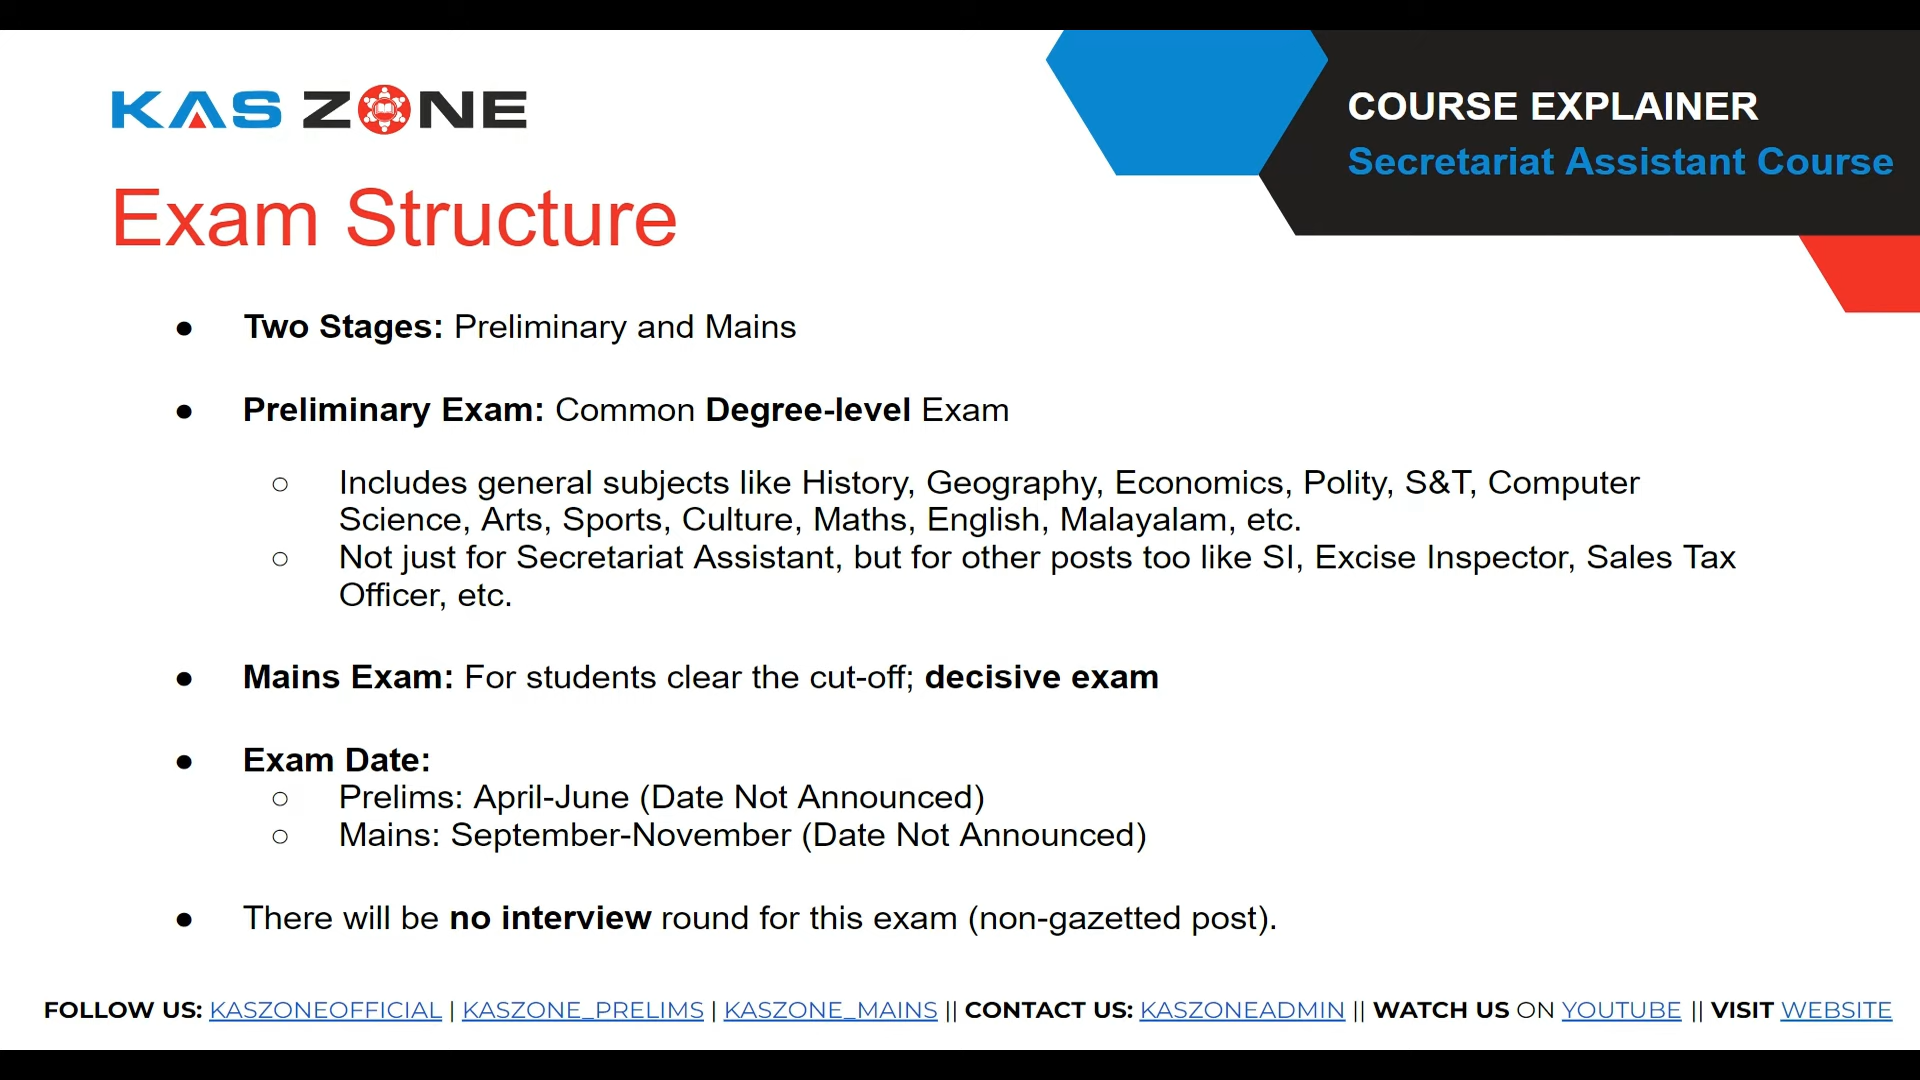 KAS ZONE
COURSE EXPLAINER
Secretariat Assistant Course
Exam Structure
● Two Stages: Preliminary and Mains
● Preliminary Exam: Common Degree-level Exam
○ Includes general subjects like History, Geography, Economics, Polity, S&T, Computer
Science, Arts, Sports, Culture, Maths, English, Malayalam, etc.
○ Not just for Secretariat Assistant, but for other posts too like SI, Excise Inspector, Sales Tax
Officer, etc.
● Mains Exam: For students clear the cut-off; decisive exam
● Exam Date:
○ Prelims: April-June (Date Not Announced)
○ Mains: September-November (Date Not Announced)
● There will be no interview round for this exam (non-gazetted post).
FOLLOW US: KASZONEOFFICIAL | KASZONE_PRELIMS | KASZONE_MAINS || CONTACT US: KASZONEADMIN || WATCH US ON YOUTUBE || VISIT WEBSITE